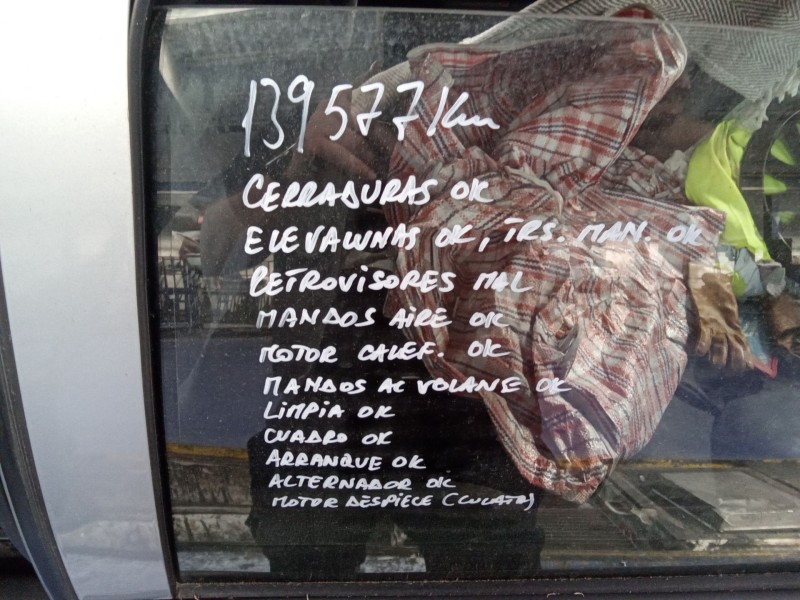 139577 Km
CERRADURAS OK
ELEVALUNAS OK, TRS. MAN. OK
RETROVISORES MAL
MANDOS AIRE OK
MOTOR CALEF. OK
MANDOS AL VOLANE OK
LIMPIA OK
CUADRO OK
ARRANQUE OK
ALTERNADOR OK
MOTOR DESPIECE (CULATA)